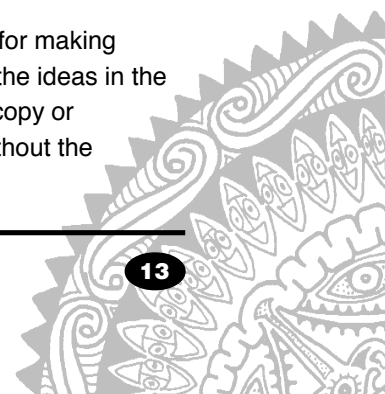 for making
the ideas in the
copy or
thout the
13